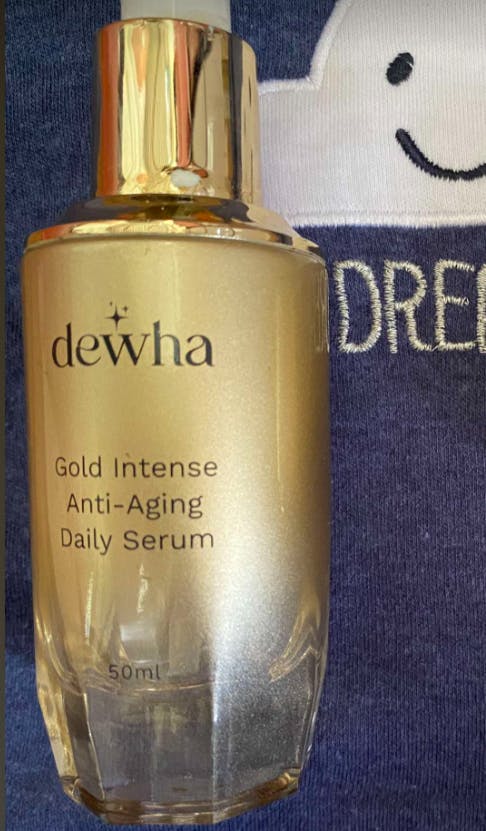 dewha
Gold Intense
Anti-Aging
Daily Serum
50ml